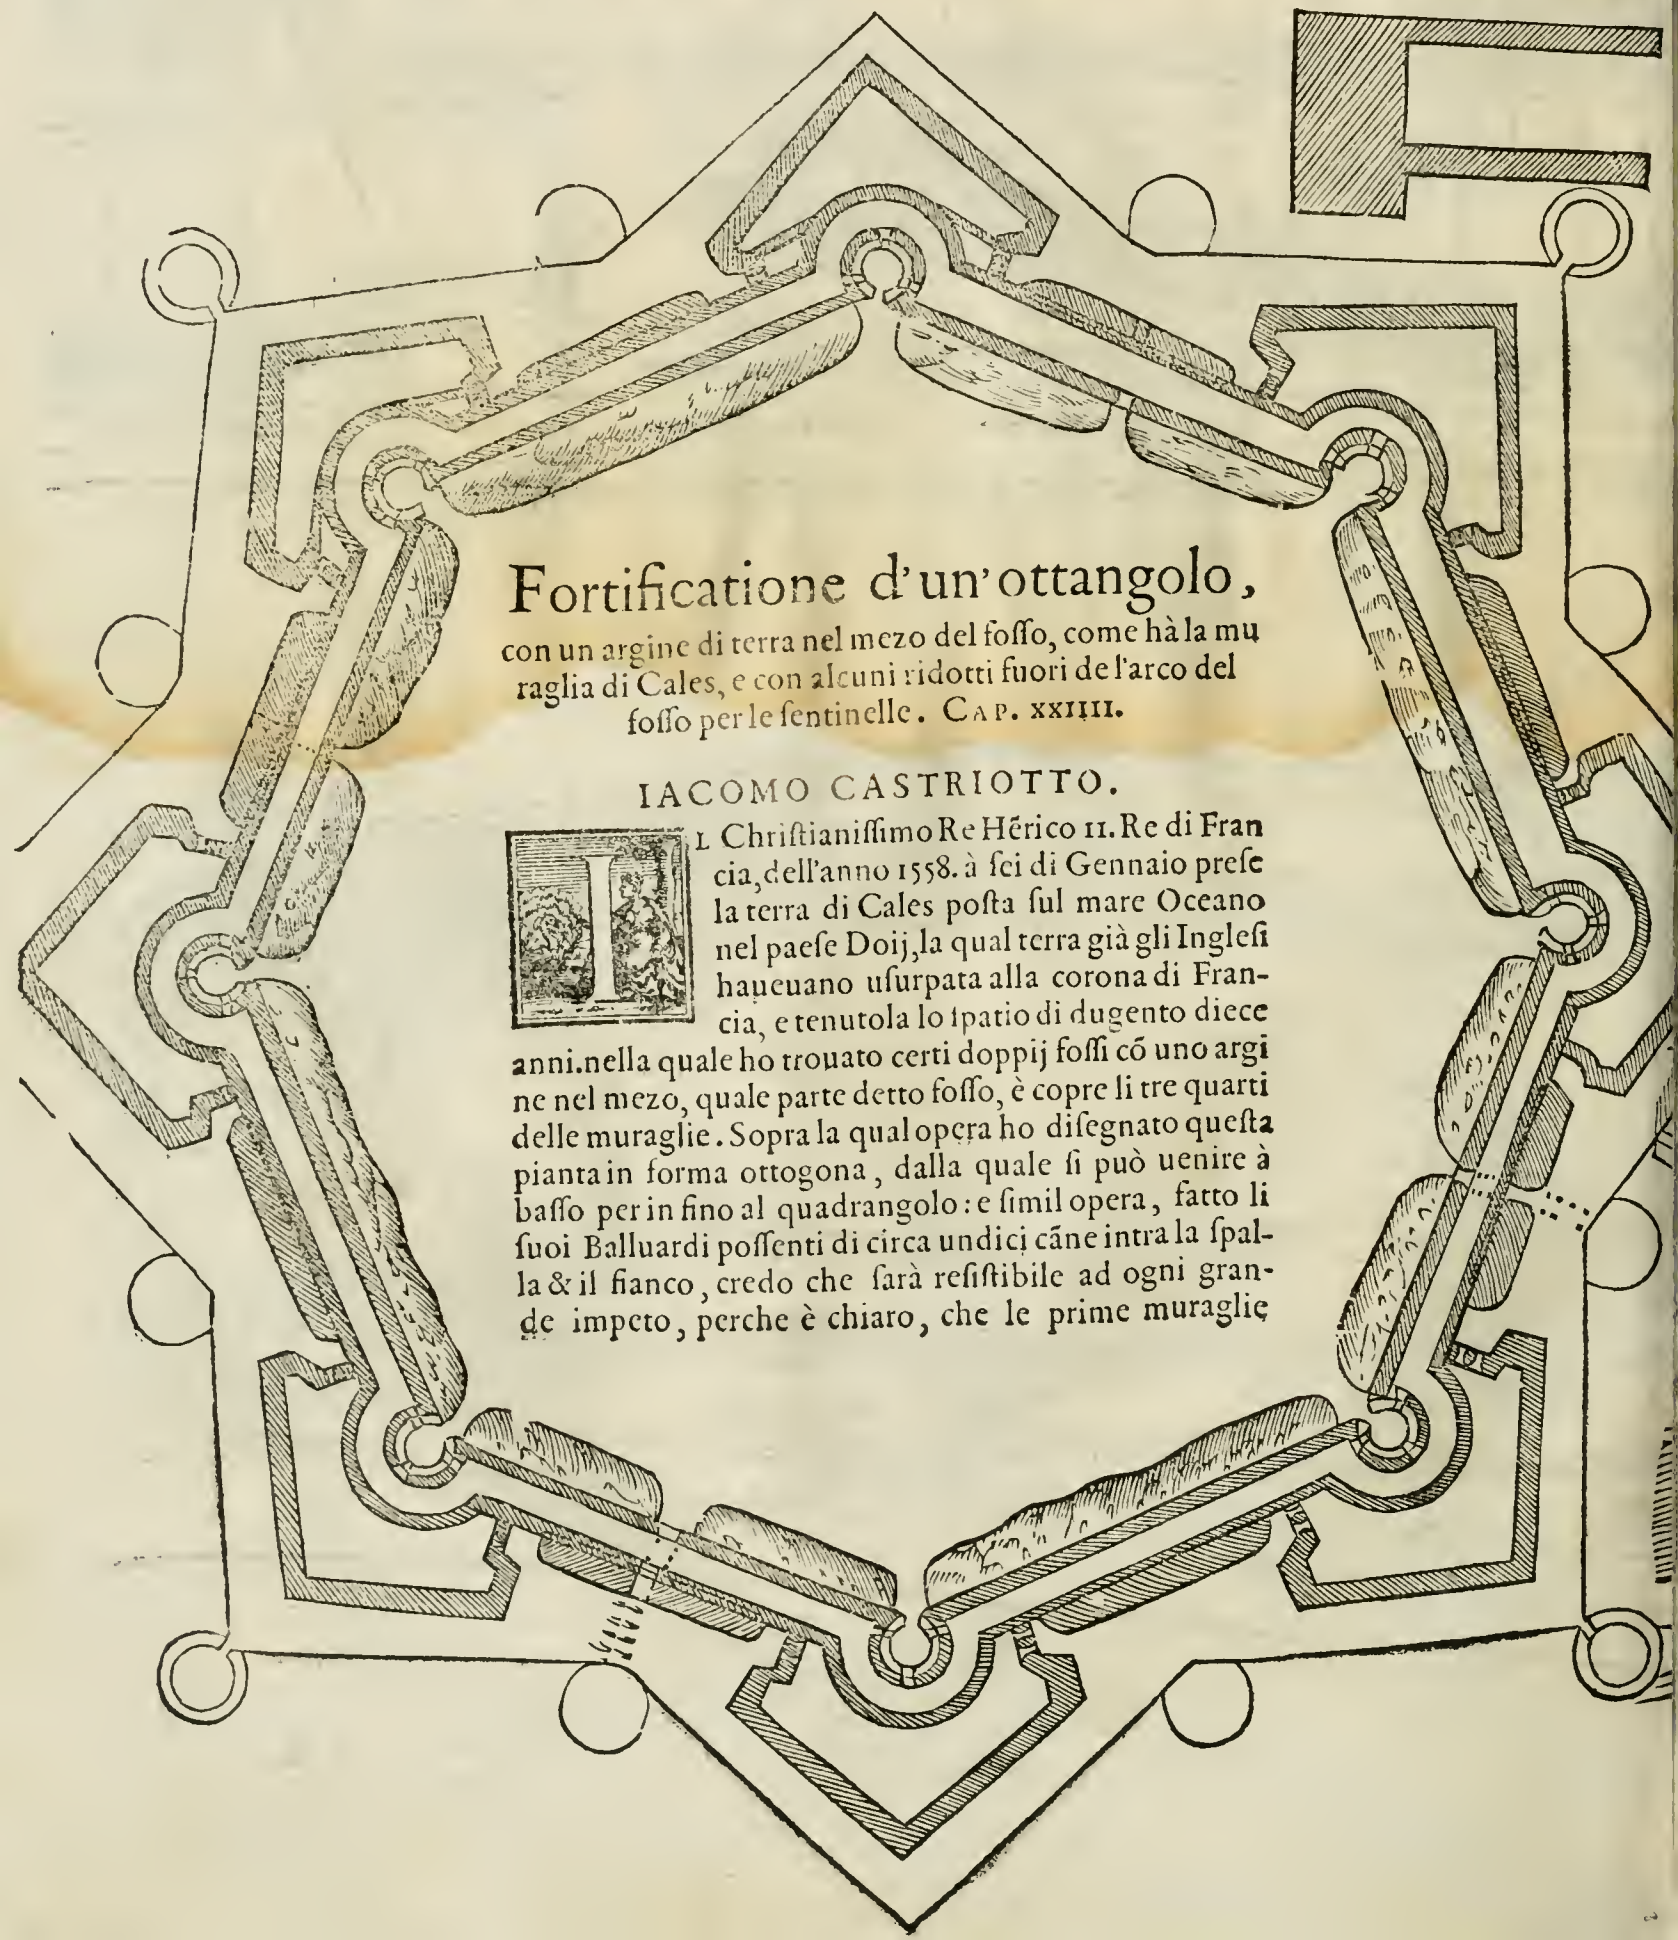 Fortificatione d'un'ottangolo,
con un argine di terra nel mezo del foſſo, come hà la mu
raglia di Cales, e con alcuni ridotti fuori de l'arco del
foſſo per le ſentinelle. CAP. XXIIII.
IACOMO CASTRIOTTO.
IL Chriſtianiſſimo Re Hērico II. Re di Fran
cia, dell'anno 1558. à ſei di Gennaio preſe
la terra di Cales poſta ſul mare Oceano
nel paeſe Doij, la qual terra già gli Ingleſi
haueuano uſurpata alla corona di Fran-
cia, e tenutola lo ſpatio di dugento diece
anni. nella quale ho trouato certi doppij foſſi cō uno argi
ne nel mezo, quale parte detto foſſo, è copre li tre quarti
delle muraglie. Sopra la qual opera ho diſegnato queſta
pianta in forma ottogona, dalla quale ſi può uenire à
baſſo per in fino al quadrangolo: e ſimil opera, fatto li
ſuoi Balluardi poſſenti di circa undici cāne intra la ſpal-
la & il fianco, credo che ſarà reſiſtibile ad ogni gran-
de impeto, perche è chiaro, che le prime muraglie